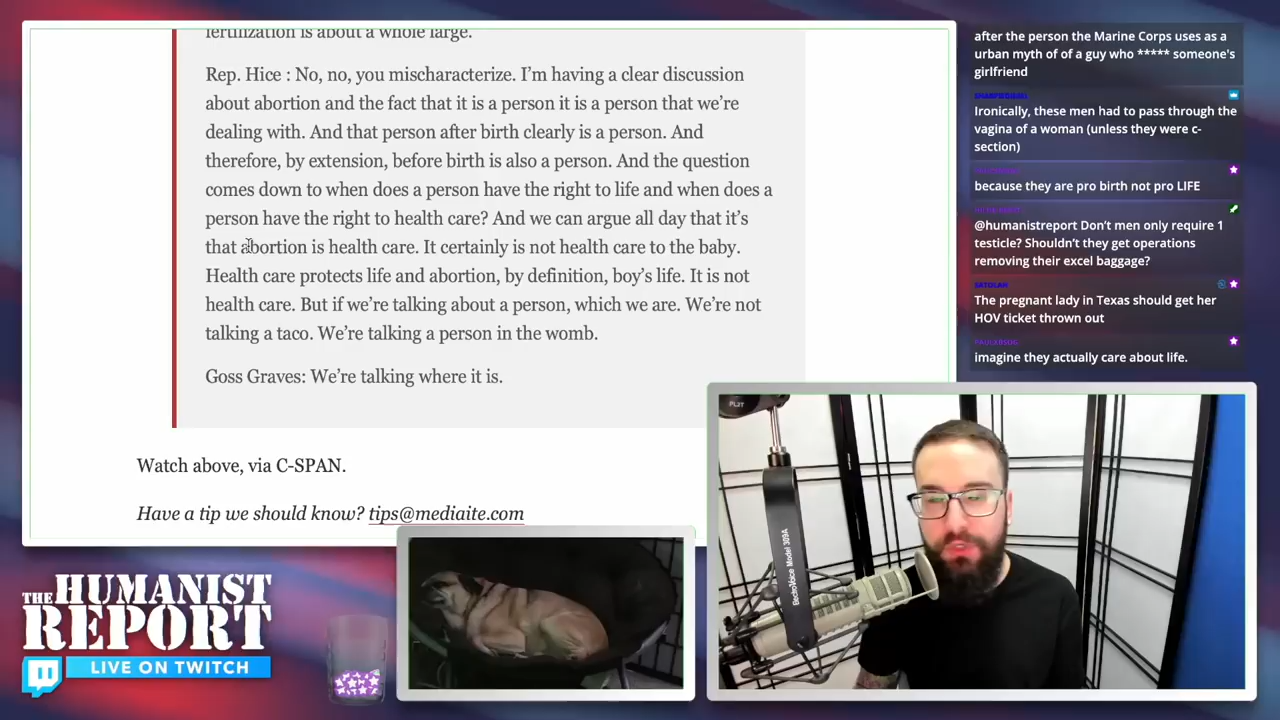 fertilization is about a whole large.
Rep. Hice : No, no, you mischaracterize. I'm having a clear discussion
about abortion and the fact that it is a person it is a person that we're
dealing with. And that person after birth clearly is a person. And
therefore, by extension, before birth is also a person. And the question
comes down to when does a person have the right to life and when does a
person have the right to health care? And we can argue all day that it's
that abortion is health care. It certainly is not health care to the baby.
Health care protects life and abortion, by definition, boy's life. It is not
health care. But if we're talking about a person, which we are. We're not
talking a taco. We're talking a person in the womb.
Goss Graves: We're talking where it is.
Watch above, via C-SPAN.
Have a tip we should know? tips@mediaite.com
after the person the Marine Corps uses as a
urban myth of of a guy who ***** someone's
girlfriend
Ironically, these men had to pass through the
vagina of a woman (unless they were c-
section)
because they are pro birth not pro LIFE
@humanistreport Don't men only require 1
testicle? Shouldn't they get operations
removing their excel baggage?
The pregnant lady in Texas should get her
HOV ticket thrown out
imagine they actually care about life.
THE HUMANIST
REPORT
LIVE ON TWITCH
ElectroVoice Model 309A